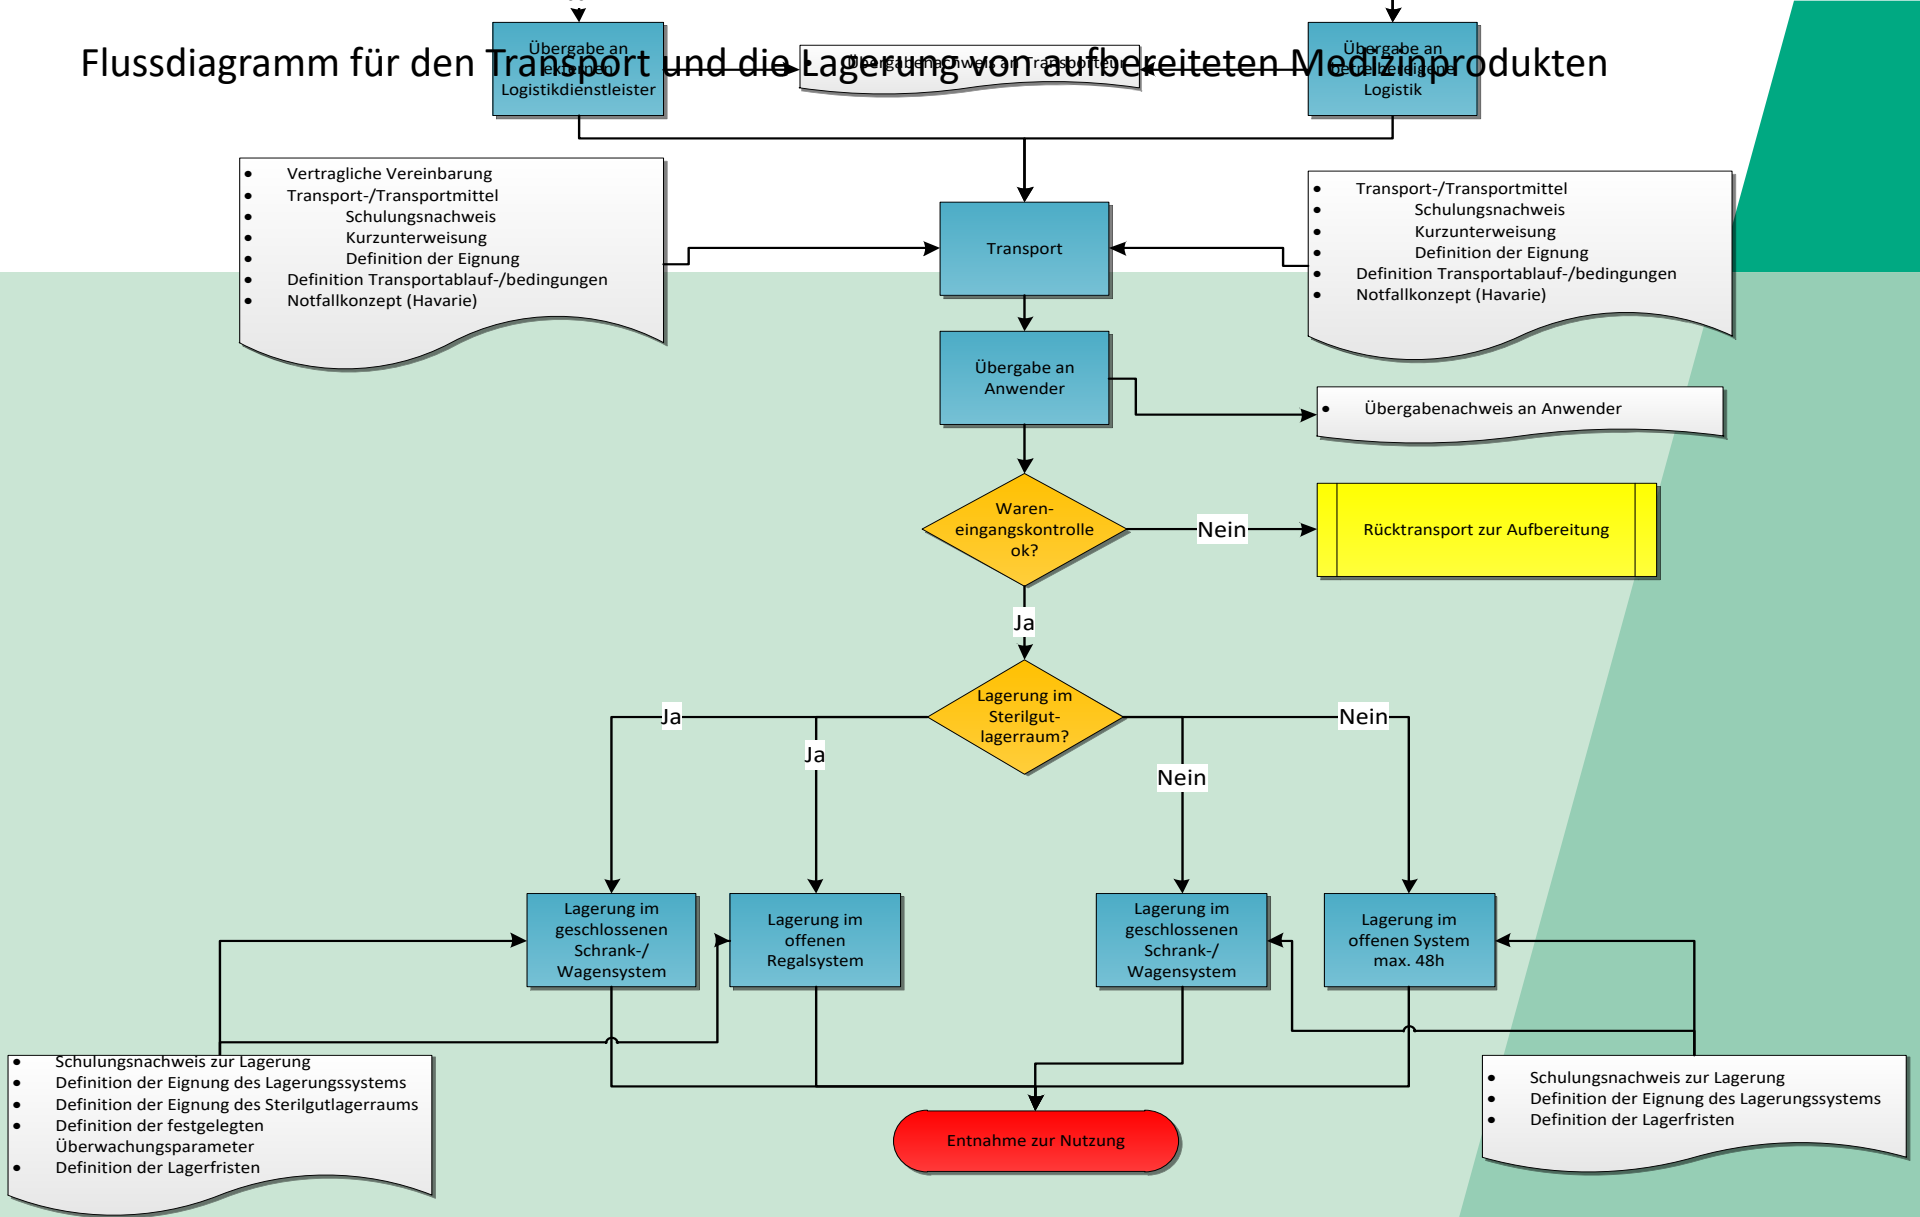 Übergabe an
externen
Logistikdienstleister
Übergabenachweis an Transporteur
Übergabe an
betreibereigene
Logistik
Flussdiagramm für den Transport und die Lagerung von aufbereiteten Medizinprodukten
• Vertragliche Vereinbarung
• Transport-/Transportmittel
• Schulungsnachweis
• Kurzunterweisung
• Definition der Eignung
• Definition Transportablauf-/bedingungen
• Notfallkonzept (Havarie)
Transport
• Transport-/Transportmittel
• Schulungsnachweis
• Kurzunterweisung
• Definition der Eignung
• Definition Transportablauf-/bedingungen
• Notfallkonzept (Havarie)
Übergabe an
Anwender
• Übergabenachweis an Anwender
Waren-
eingangskontrolle
ok?
Nein
Rücktransport zur Aufbereitung
Ja
Lagerung im
Sterilgut-
lagerraum?
Ja
Ja
Nein
Nein
Lagerung im
geschlossenen
Schrank-/
Wagensystem
Lagerung im
offenen
Regalsystem
Lagerung im
geschlossenen
Schrank-/
Wagensystem
Lagerung im
offenen System
max. 48h
• Schulungsnachweis zur Lagerung
• Definition der Eignung des Lagerungssystems
• Definition der Eignung des Sterilgutlagerraums
• Definition der festgelegten
Überwachungsparameter
• Definition der Lagerfristen
Entnahme zur Nutzung
• Schulungsnachweis zur Lagerung
• Definition der Eignung des Lagerungssystems
• Definition der Lagerfristen